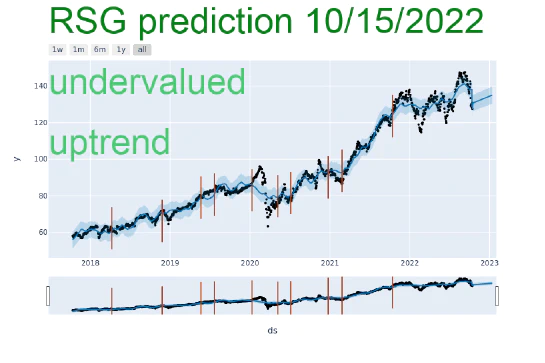 RSG prediction 10/15/2022
1w 1m 6m 1y all
undervalued
uptrend
y
140
120
100
80
60
2018 2019 2020 2021 2022 2023
ds